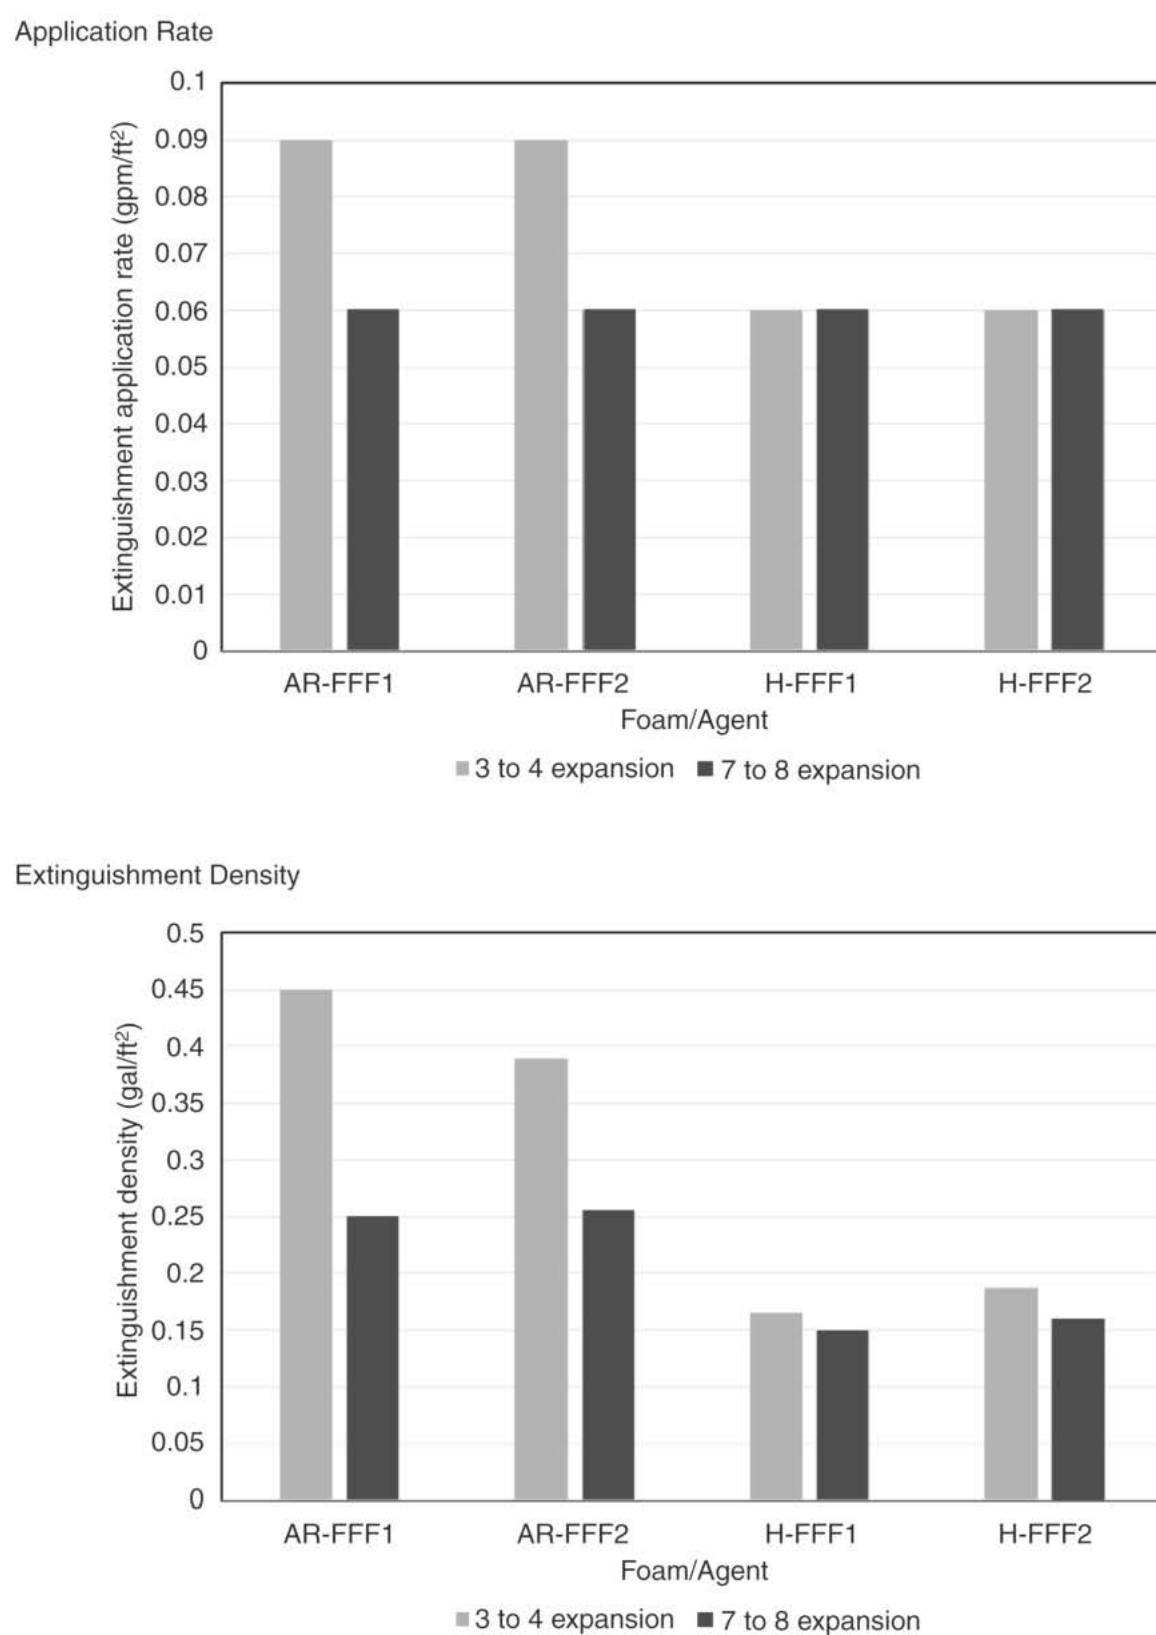 Application Rate
Extinguishment application rate (gpm/ft²)
0.1
0.09
0.08
0.07
0.06
0.05
0.04
0.03
0.02
0.01
0
AR-FFF1 AR-FFF2 H-FFF1 H-FFF2
Foam/Agent
3 to 4 expansion 7 to 8 expansion
Extinguishment Density
Extinguishment density (gal/ft²)
0.5
0.45
0.4
0.35
0.3
0.25
0.2
0.15
0.1
0.05
0
AR-FFF1 AR-FFF2 H-FFF1 H-FFF2
Foam/Agent
3 to 4 expansion 7 to 8 expansion